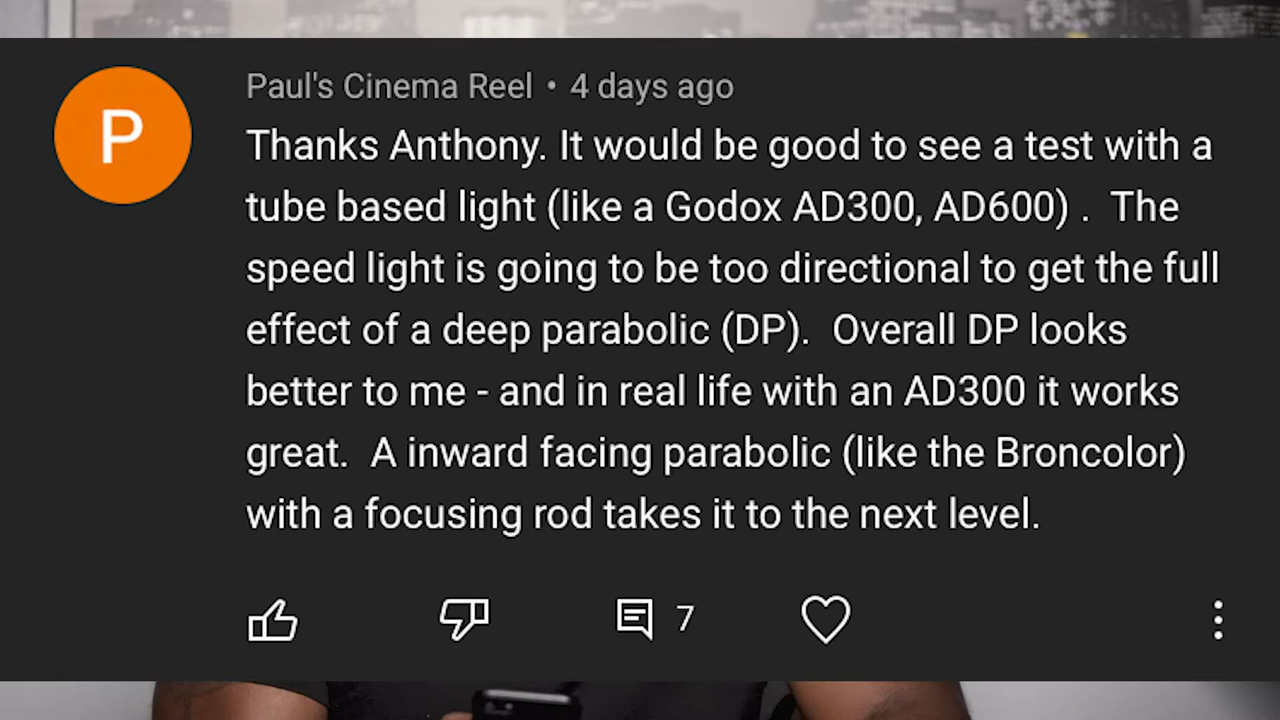 P
Paul's Cinema Reel • 4 days ago
Thanks Anthony. It would be good to see a test with a
tube based light (like a Godox AD300, AD600) .  The
speed light is going to be too directional to get the full
effect of a deep parabolic (DP).  Overall DP looks
better to me - and in real life with an AD300 it works
great.  A inward facing parabolic (like the Broncolor)
with a focusing rod takes it to the next level.
7